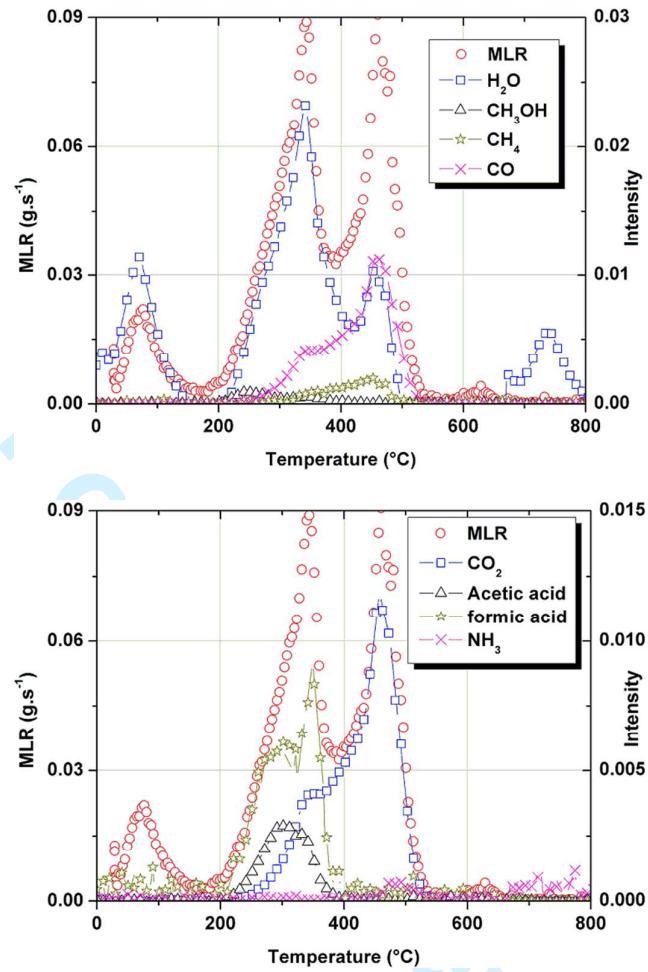 0.09
0.06
0.03
0.00
MLR (g.s⁻¹)
0.03
0.02
0.01
0.00
Intensity
MLR
H₂O
CH₃OH
CH₄
CO
0 200 400 600 800
Temperature (°C)
0.09
0.06
0.03
0.00
MLR (g.s⁻¹)
0.015
0.010
0.005
0.000
Intensity
MLR
CO₂
Acetic acid
formic acid
NH₃
0 200 400 600 800
Temperature (°C)